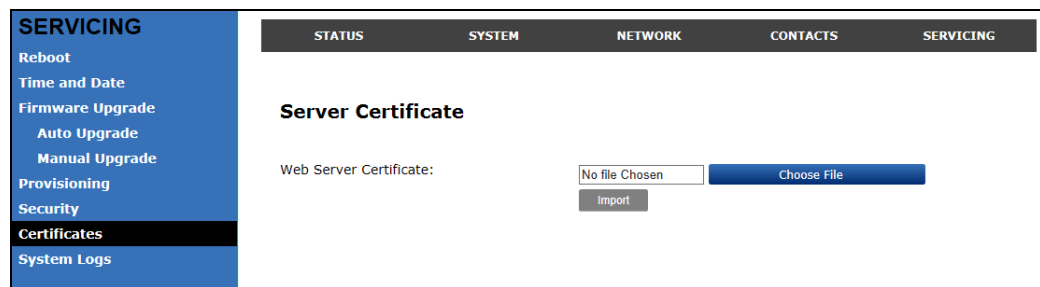 SERVICING
Reboot
Time and Date
Firmware Upgrade
Auto Upgrade
Manual Upgrade
Provisioning
Security
Certificates
System Logs
STATUS SYSTEM NETWORK CONTACTS SERVICING
Server Certificate
Web Server Certificate: No file Chosen Choose File
Import